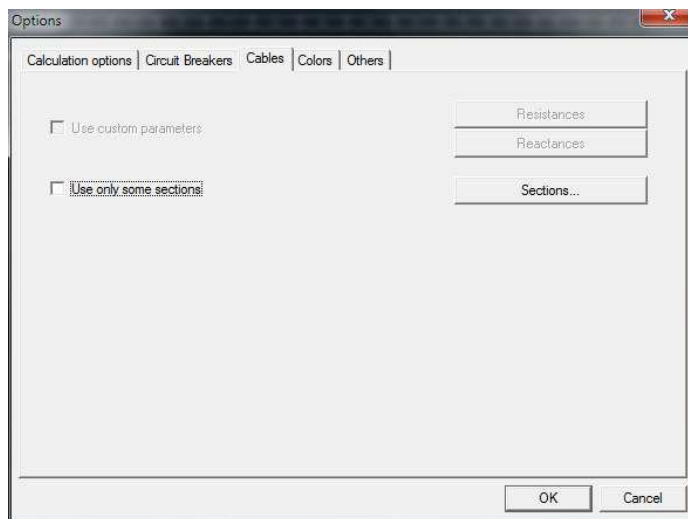 Options
Calculation options Circuit Breakers Cables Colors Others
Use custom parameters
Resistances
Reactances
Use only some sections
Sections...
OK Cancel